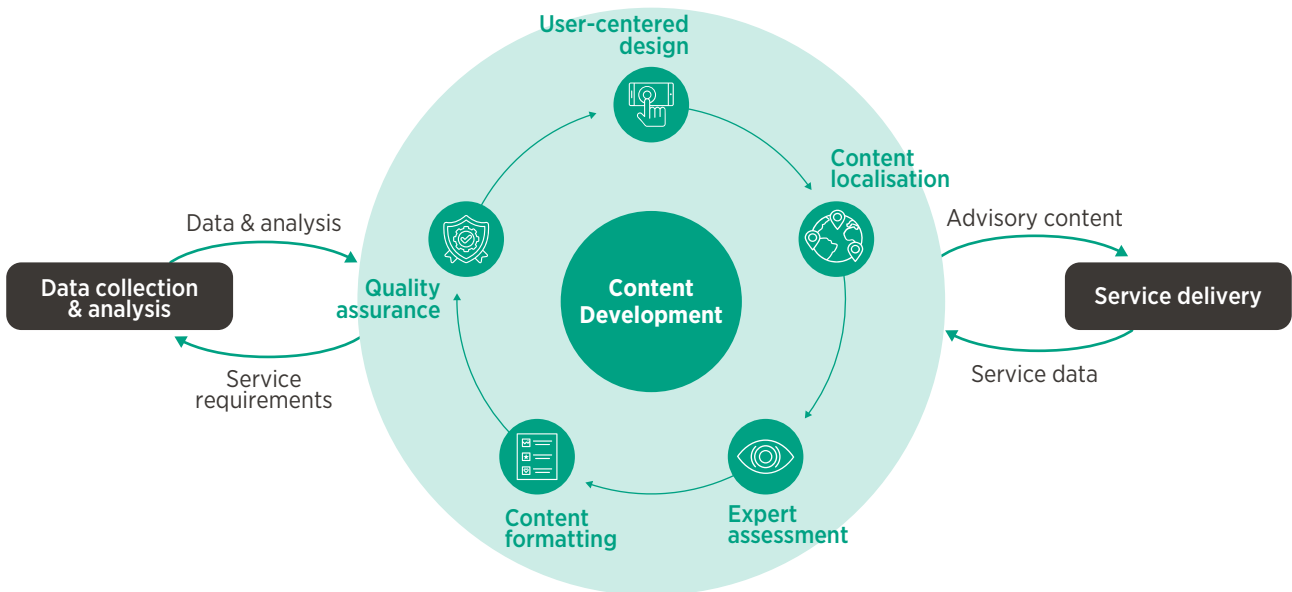 User-centered
design
Content
localisation
Data & analysis
Advisory content
Data collection
& analysis
Quality
assurance
Content
Development
Service delivery
Service
requirements
Service data
Content
formatting
Expert
assessment